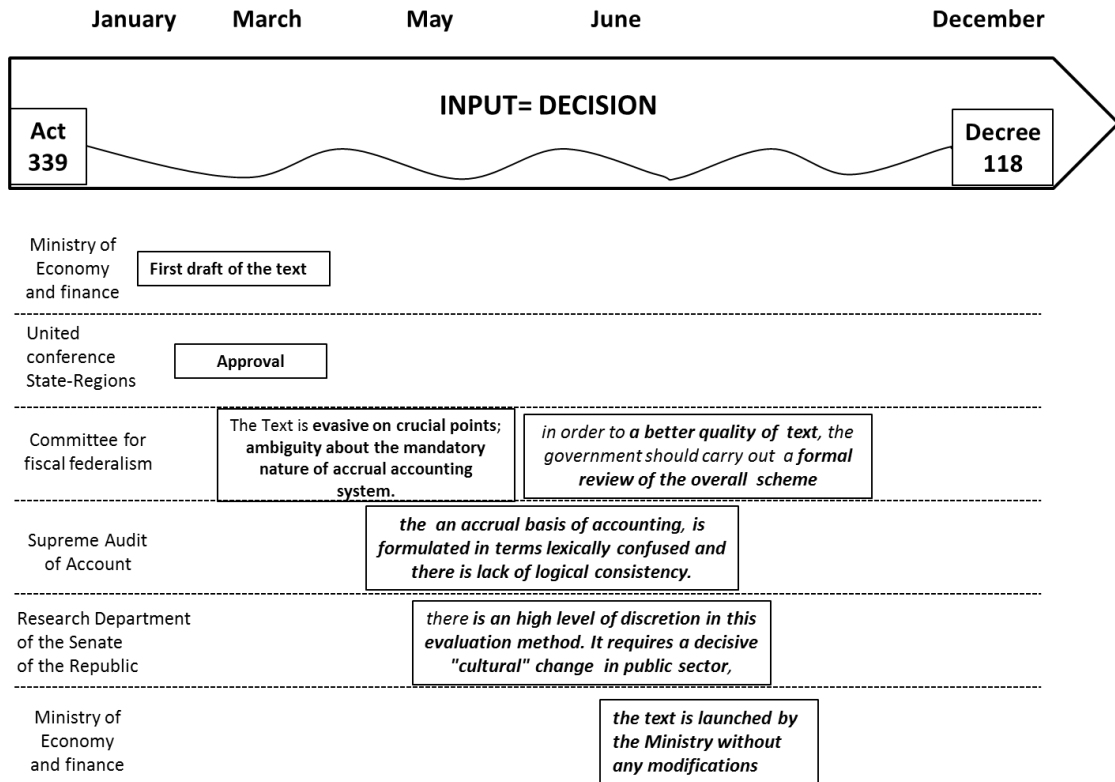 January March May June December
INPUT= DECISION
Act
339
Decree
118
Ministry of
Economy
and finance
First draft of the text
United
conference
State-Regions
Approval
Committee for
fiscal federalism
The Text is evasive on crucial points;
ambiguity about the mandatory
nature of accrual accounting
system.
in order to a better quality of text, the
government should carry out a formal
review of the overall scheme
Supreme Audit
of Account
the an accrual basis of accounting, is
formulated in terms lexically confused and
there is lack of logical consistency.
Research Department
of the Senate
of the Republic
there is an high level of discretion in this
evaluation method. It requires a decisive
"cultural" change in public sector,
Ministry of
Economy
and finance
the text is launched by
the Ministry without
any modifications